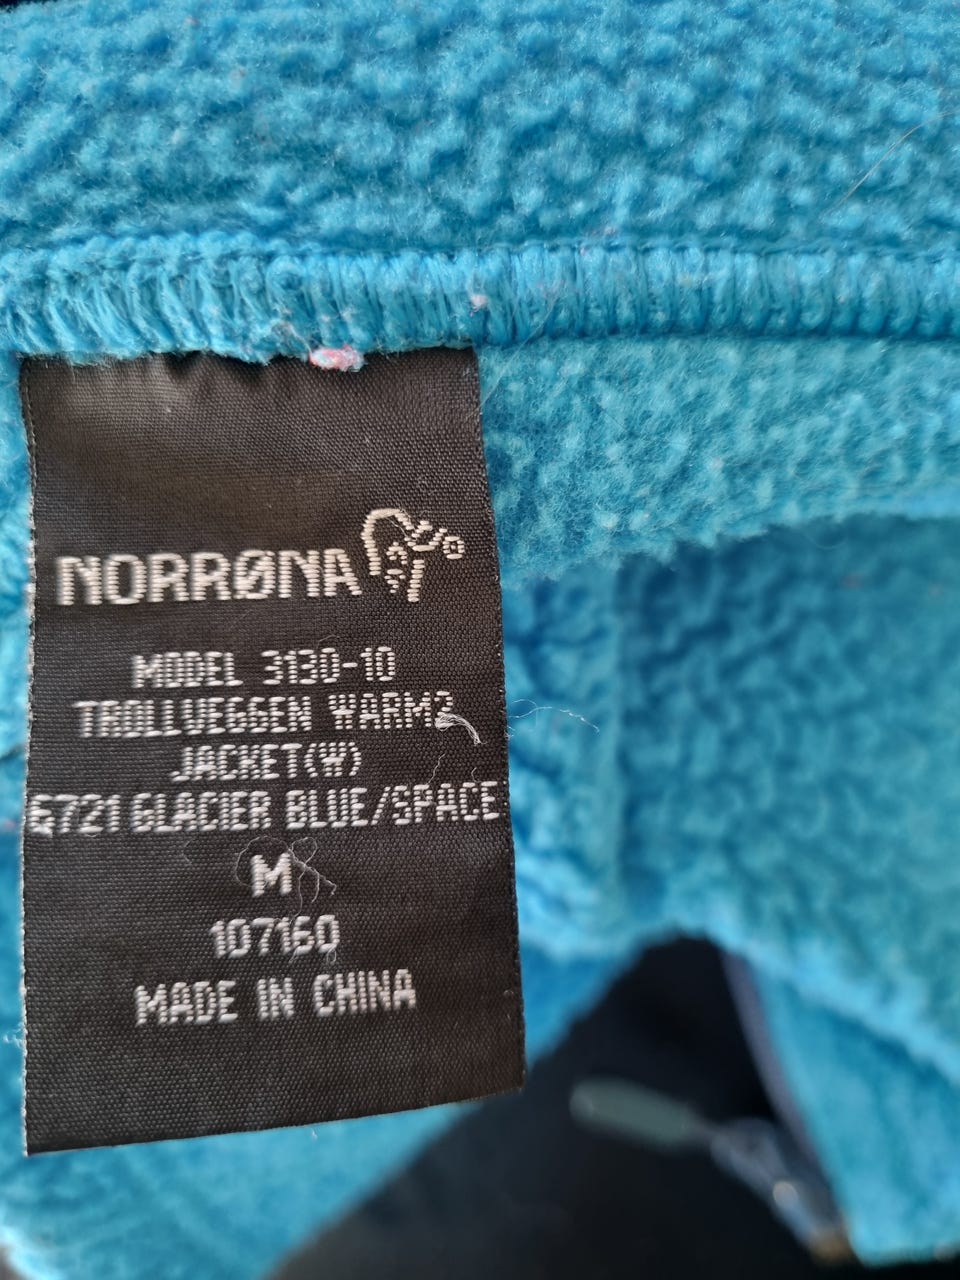 NORRØNA
MODEL 3130-10
TROLLVEGGEN WARM2
JACKET(W)
6721 GLACIER BLUE/SPACE
M
107160
MADE IN CHINA